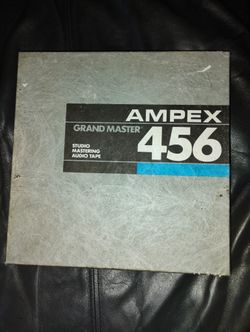 AMPEX
GRAND MASTER®
456
STUDIO
MASTERING
AUDIO TAPE